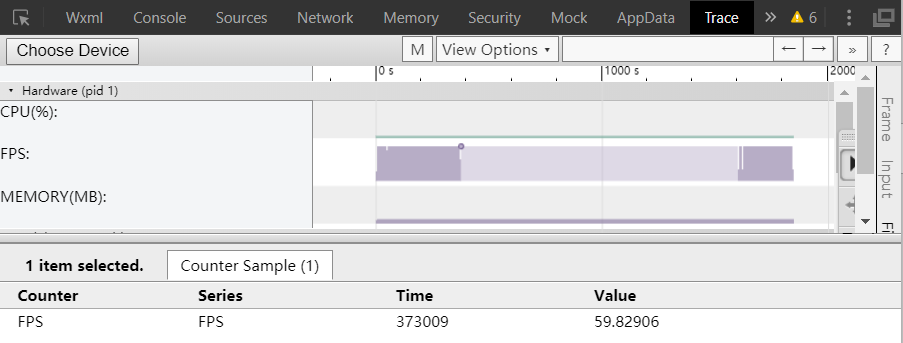 Wxml Console Sources Network Memory Security Mock AppData Trace » 6
Choose Device M View Options ▾ ← → » ?
0 s 1000 s 2000
▾ Hardware (pid 1)
CPU(%):
FPS:
MEMORY(MB):
Frame
Input
1 item selected. Counter Sample (1)
Counter Series Time Value
FPS FPS 373009 59.82906